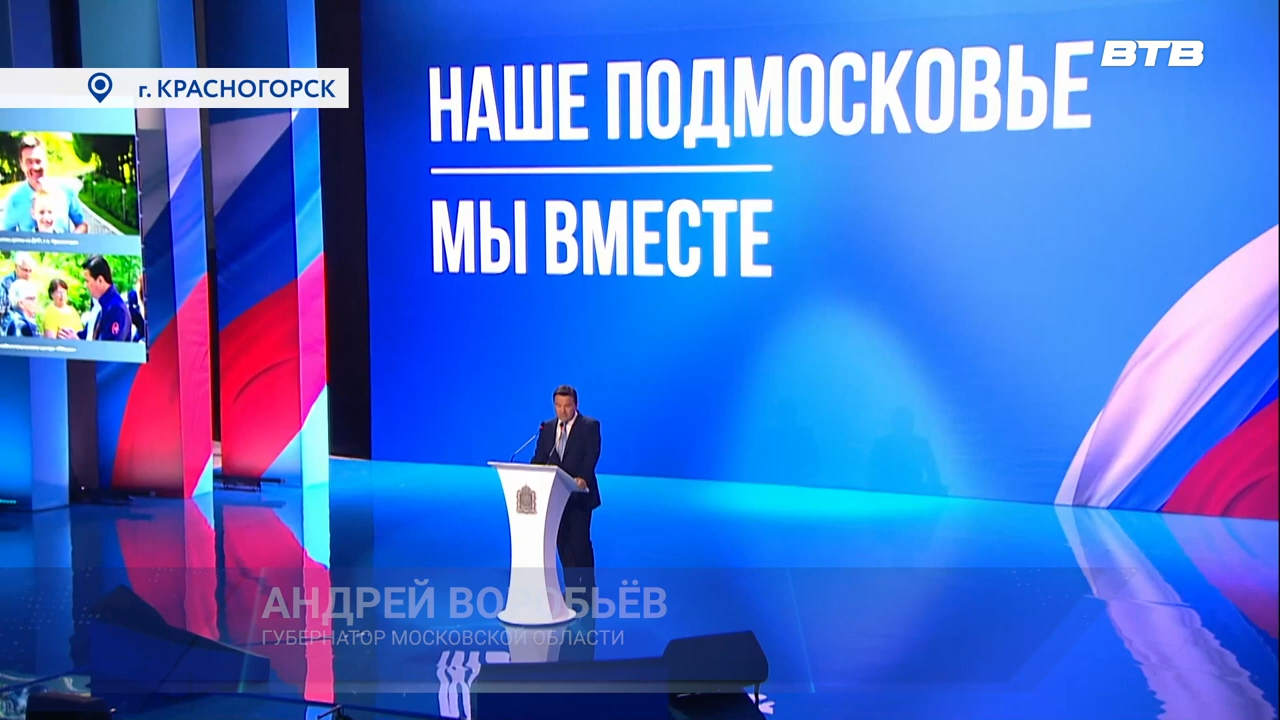 ВТВ
г. КРАСНОГОРСК
НАШЕ ПОДМОСКОВЬЕ
МЫ ВМЕСТЕ
АНДРЕЙ ВОРОБЬЁВ
ГУБЕРНАТОР МОСКОВСКОЙ ОБЛАСТИ